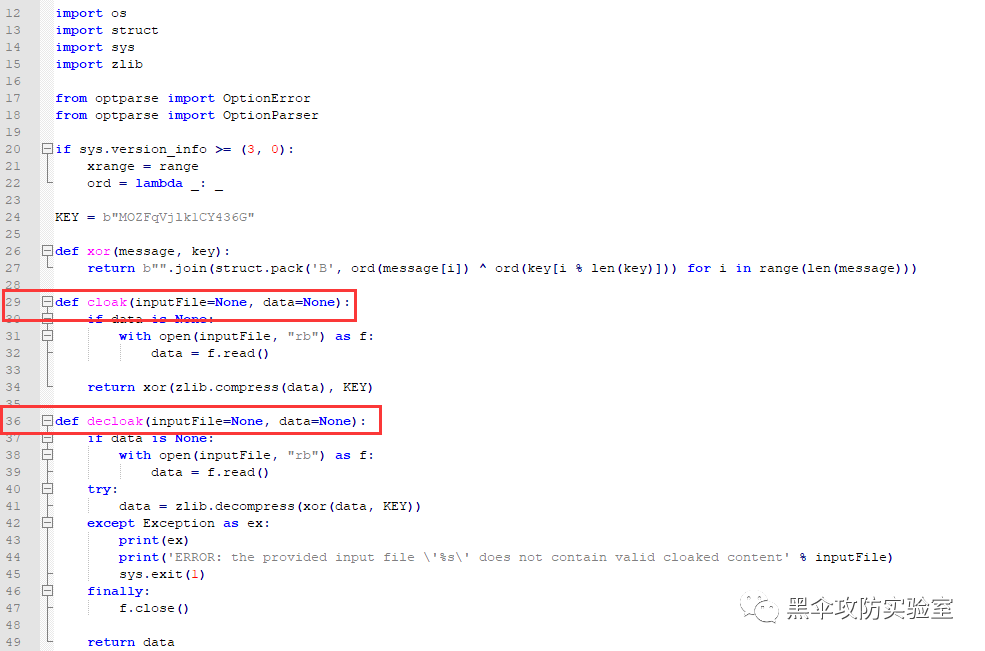 12 import os
13 import struct
14 import sys
15 import zlib
16
17 from optparse import OptionError
18 from optparse import OptionParser
19
20 if sys.version_info >= (3, 0):
21     xrange = range
22     ord = lambda _: _
23
24 KEY = b"MOZFqVjlklCY436G"
25
26 def xor(message, key):
27     return b"".join(struct.pack('B', ord(message[i]) ^ ord(key[i % len(key)])) for i in range(len(message)))
28
29 def cloak(inputFile=None, data=None):
30     if data is None:
31         with open(inputFile, "rb") as f:
32             data = f.read()
33
34     return xor(zlib.compress(data), KEY)
35
36 def decloak(inputFile=None, data=None):
37     if data is None:
38         with open(inputFile, "rb") as f:
39             data = f.read()
40     try:
41         data = zlib.decompress(xor(data, KEY))
42     except Exception as ex:
43         print(ex)
44         print('ERROR: the provided input file \'%s\' does not contain valid cloaked content' % inputFile)
45         sys.exit(1)
46     finally:
47         f.close()
48
49     return data
黑伞攻防实验室